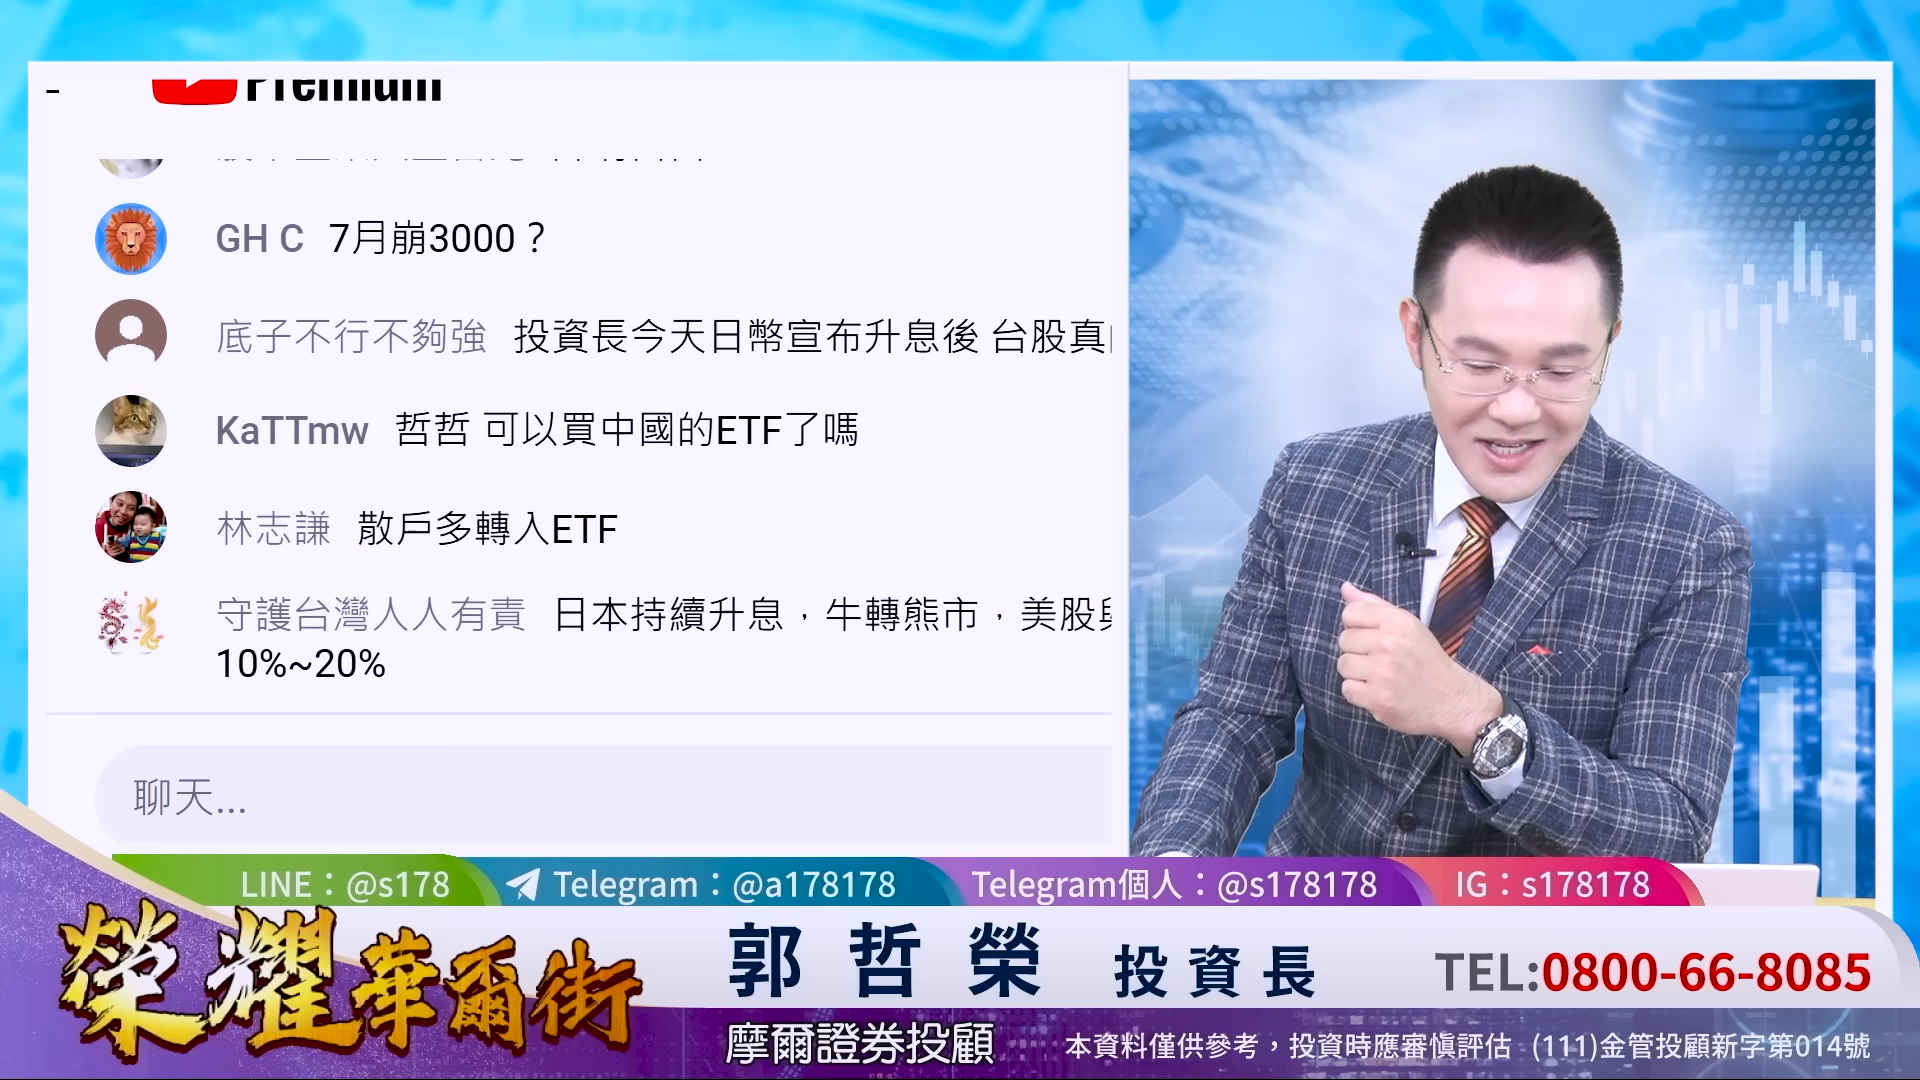 Premium
GH C 7月崩3000？
底子不行不夠強 投資長今天日幣宣布升息後 台股真
KaTTmw 哲哲 可以買中國的ETF了嗎
林志謙 散戶多轉入ETF
守護台灣人人有責 日本持續升息，牛轉熊市，美股
10%~20%
聊天...
LINE：@s178 Telegram：@a178178 Telegram個人：@s178178 IG：s178178
榮耀華爾街
郭哲榮 投資長 TEL:0800-66-8085
摩爾證券投顧 本資料僅供參考，投資時應審慎評估 (111)金管投顧新字第014號